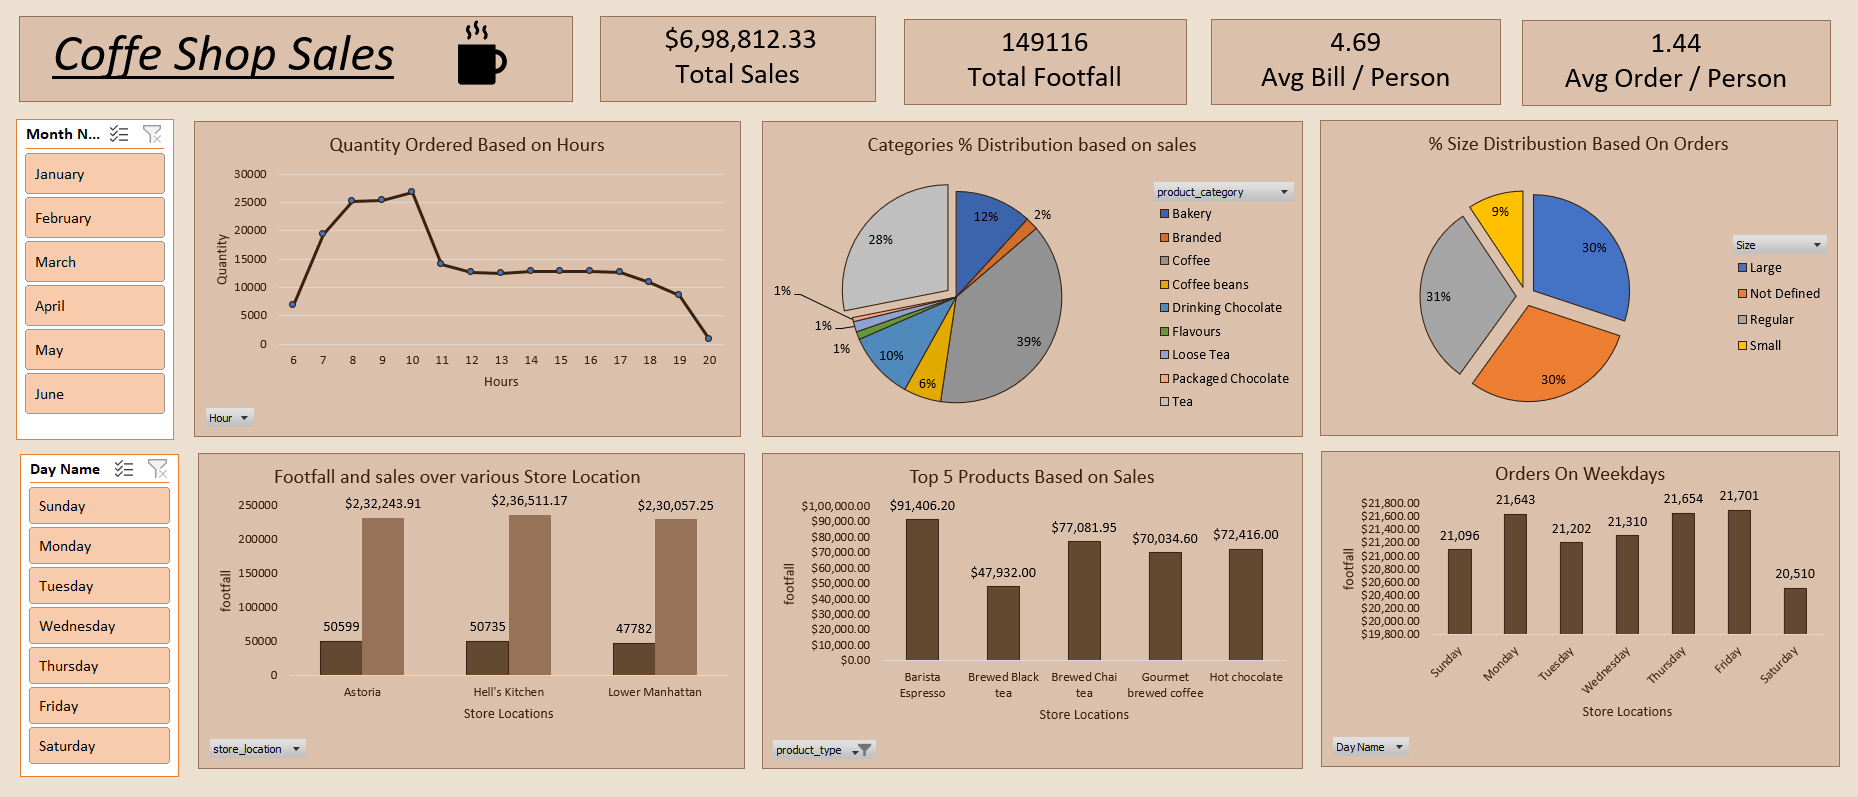 Coffe Shop Sales
$6,98,812.33
Total Sales
149116
Total Footfall
4.69
Avg Bill / Person
1.44
Avg Order / Person
Month N...
January
February
March
April
May
June
Quantity Ordered Based on Hours
30000
25000
20000
15000
10000
5000
0
Quantity
6 7 8 9 10 11 12 13 14 15 16 17 18 19 20
Hours
Hour
Categories % Distribution based on sales
12%
2%
39%
6%
10%
1%
1%
1%
28%
product_category
Bakery
Branded
Coffee
Coffee beans
Drinking Chocolate
Flavours
Loose Tea
Packaged Chocolate
Tea
% Size Distribustion Based On Orders
9%
30%
31%
30%
Size
Large
Not Defined
Regular
Small
Day Name
Sunday
Monday
Tuesday
Wednesday
Thursday
Friday
Saturday
Footfall and sales over various Store Location
250000
200000
150000
100000
50000
0
footfall
$2,32,243.91
$2,36,511.17
$2,30,057.25
50599
50735
47782
Astoria
Hell's Kitchen
Lower Manhattan
Store Locations
store_location
Top 5 Products Based on Sales
$1,00,000.00
$90,000.00
$80,000.00
$70,000.00
$60,000.00
$50,000.00
$40,000.00
$30,000.00
$20,000.00
$10,000.00
$0.00
footfall
$91,406.20
$47,932.00
$77,081.95
$70,034.60
$72,416.00
Barista Espresso
Brewed Black tea
Brewed Chai tea
Gourmet brewed coffee
Hot chocolate
Store Locations
product_type
Orders On Weekdays
$21,800.00
$21,600.00
$21,400.00
$21,200.00
$21,000.00
$20,800.00
$20,600.00
$20,400.00
$20,200.00
$20,000.00
$19,800.00
footfall
21,096
21,643
21,202
21,310
21,654
21,701
20,510
Sunday
Monday
Tuesday
Wednesday
Thursday
Friday
Saturday
Store Locations
Day Name